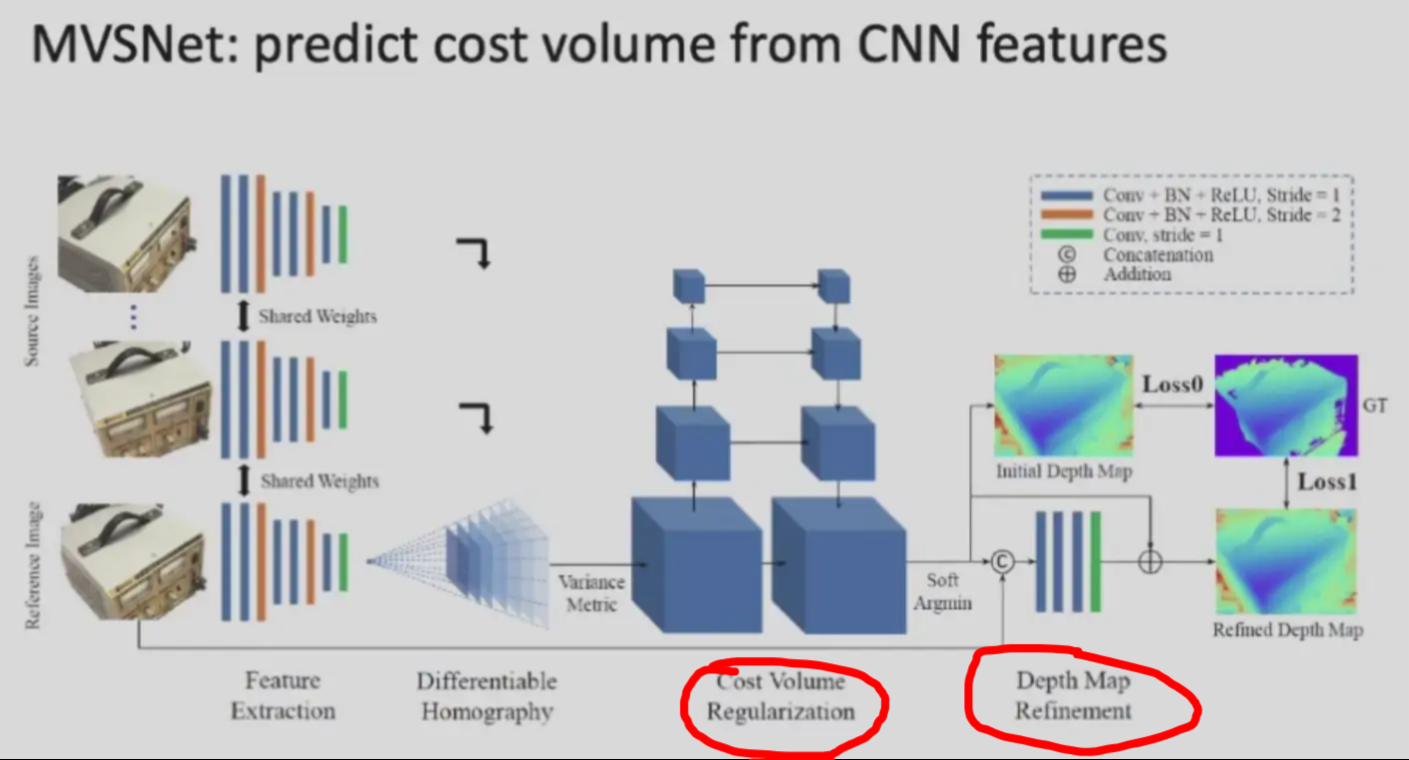 MVSNet: predict cost volume from CNN features
Conv + BN + ReLU, Stride = 1
Conv + BN + ReLU, Stride = 2
Conv, stride = 1
C Concatenation
⊕ Addition
Source Images
Shared Weights
Shared Weights
Reference Image
Variance
Metric
Soft
Argmin
C
⊕
Initial Depth Map
Loss0
GT
Loss1
Refined Depth Map
Feature
Extraction
Differentiable
Homography
Cost Volume
Regularization
Depth Map
Refinement